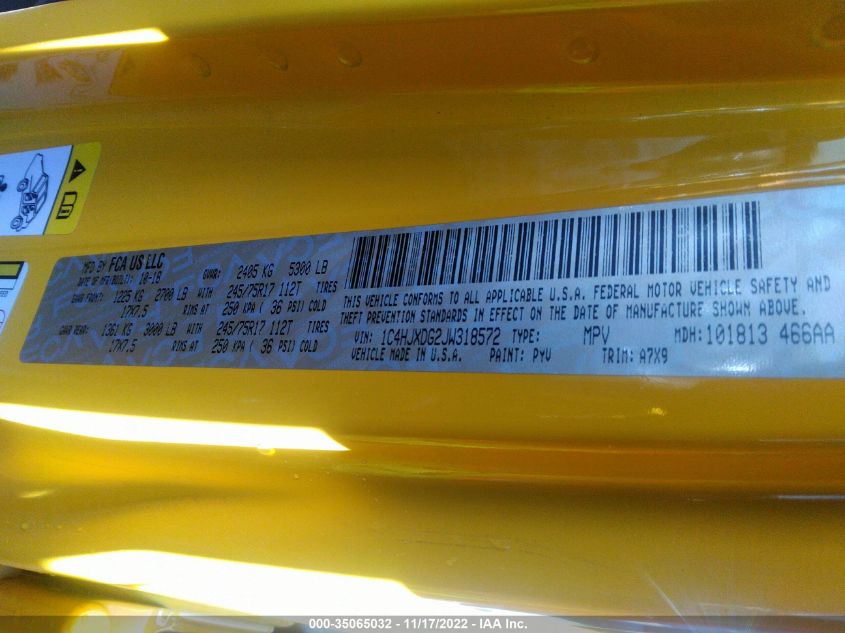 MFD BY FCA US LLC
DATE OF MFR(BUILT): 10-18 GVWR: 2405 KG 5300 LB
GAWR FRONT: 1225 KG 2700 LB WITH 245/75R17 112T TIRES
17X7.5 RIMS AT 250 KPA ( 36 PSI) COLD
GAWR REAR: 1361 KG 3000 LB WITH 245/75R17 112T TIRES
17X7.5 RIMS AT 250 KPA ( 36 PSI) COLD
THIS VEHICLE CONFORMS TO ALL APPLICABLE U.S.A. FEDERAL MOTOR VEHICLE SAFETY AND
THEFT PREVENTION STANDARDS IN EFFECT ON THE DATE OF MANUFACTURE SHOWN ABOVE.
VIN: 1C4HJXDG2JW318572 TYPE: MPV MDH: 101813 466AA
VEHICLE MADE IN U.S.A. PAINT: PYV TRIM: A7X9
000-35065032 - 11/17/2022 - IAA Inc.